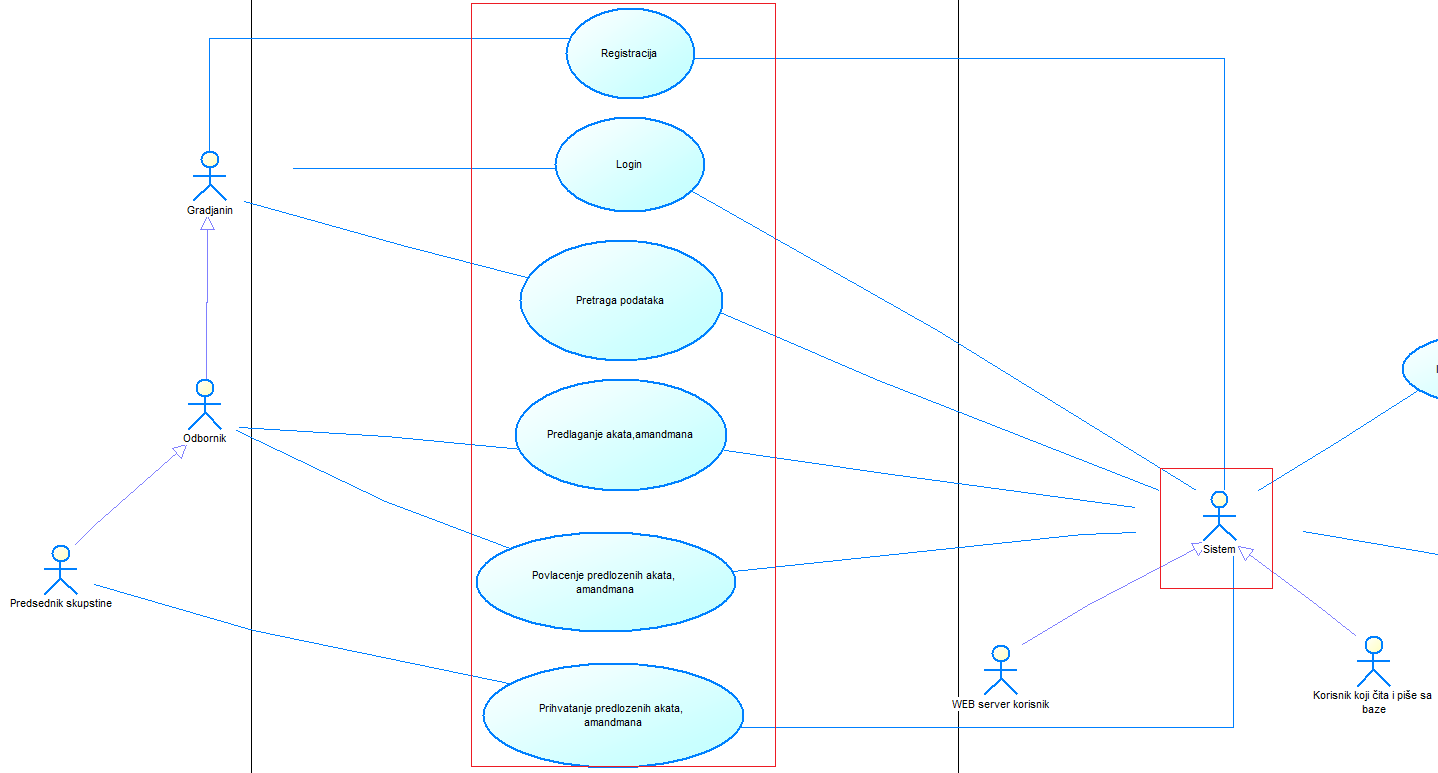 Registracija
Login
Gradjanin
Pretraga podataka
Predlaganje akata,amandmana
Odbornik
Sistem
Povlacenje predlozenih akata,
amandmana
Predsednik skupstine
Prihvatanje predlozenih akata,
amandmana
WEB server korisnik
Korisnik koji čita i piše sa
baze